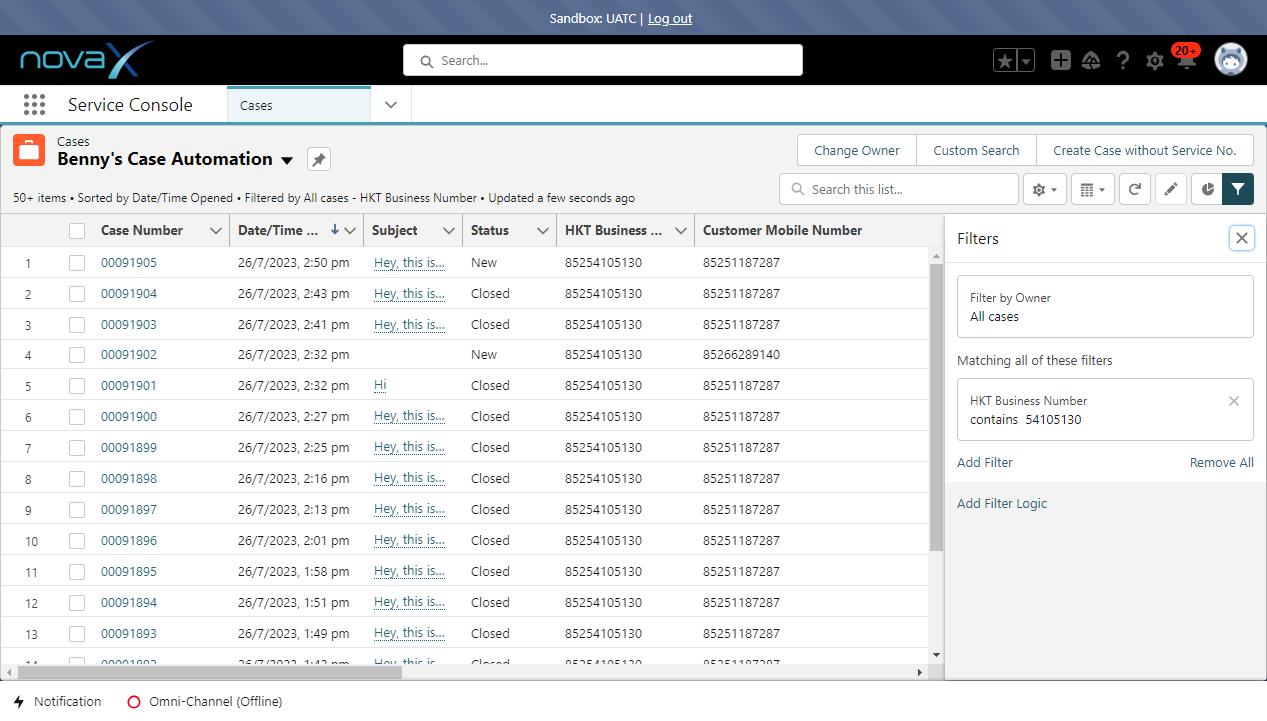 Sandbox: UATC | Log out
novaX
Search...
20+
Service Console
Cases
Cases
Benny's Case Automation
Change Owner
Custom Search
Create Case without Service No.
50+ items • Sorted by Date/Time Opened • Filtered by All cases - HKT Business Number • Updated a few seconds ago
Search this list...
Case Number Date/Time ... Subject Status HKT Business ... Customer Mobile Number
1 00091905 26/7/2023, 2:50 pm Hey, this is... New 85254105130 85251187287
2 00091904 26/7/2023, 2:43 pm Hey, this is... Closed 85254105130 85251187287
3 00091903 26/7/2023, 2:41 pm Hey, this is... Closed 85254105130 85251187287
4 00091902 26/7/2023, 2:32 pm New 85254105130 85266289140
5 00091901 26/7/2023, 2:32 pm Hi Closed 85254105130 85251187287
6 00091900 26/7/2023, 2:27 pm Hey, this is... Closed 85254105130 85251187287
7 00091899 26/7/2023, 2:25 pm Hey, this is... Closed 85254105130 85251187287
8 00091898 26/7/2023, 2:16 pm Hey, this is... Closed 85254105130 85251187287
9 00091897 26/7/2023, 2:13 pm Hey, this is... Closed 85254105130 85251187287
10 00091896 26/7/2023, 2:01 pm Hey, this is... Closed 85254105130 85251187287
11 00091895 26/7/2023, 1:58 pm Hey, this is... Closed 85254105130 85251187287
12 00091894 26/7/2023, 1:51 pm Hey, this is... Closed 85254105130 85251187287
13 00091893 26/7/2023, 1:49 pm Hey, this is... Closed 85254105130 85251187287
Filters
Filter by Owner
All cases
Matching all of these filters
HKT Business Number
contains 54105130
Add Filter
Remove All
Add Filter Logic
Notification
Omni-Channel (Offline)